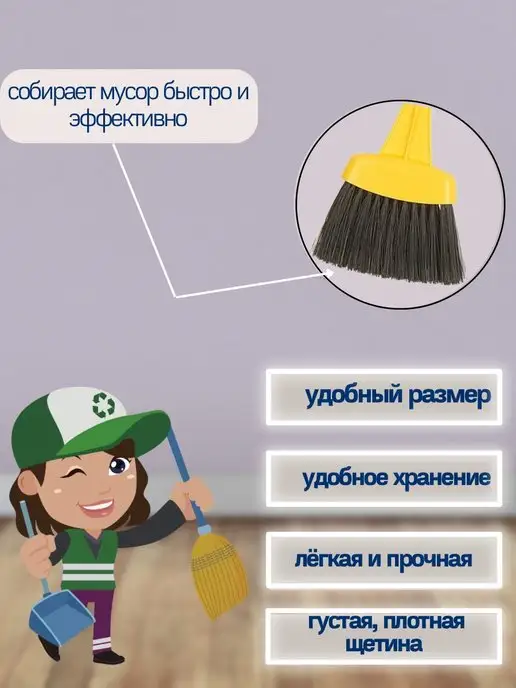 собирает мусор быстро и
эффективно
удобный размер
удобное хранение
лёгкая и прочная
густая, плотная
щетина